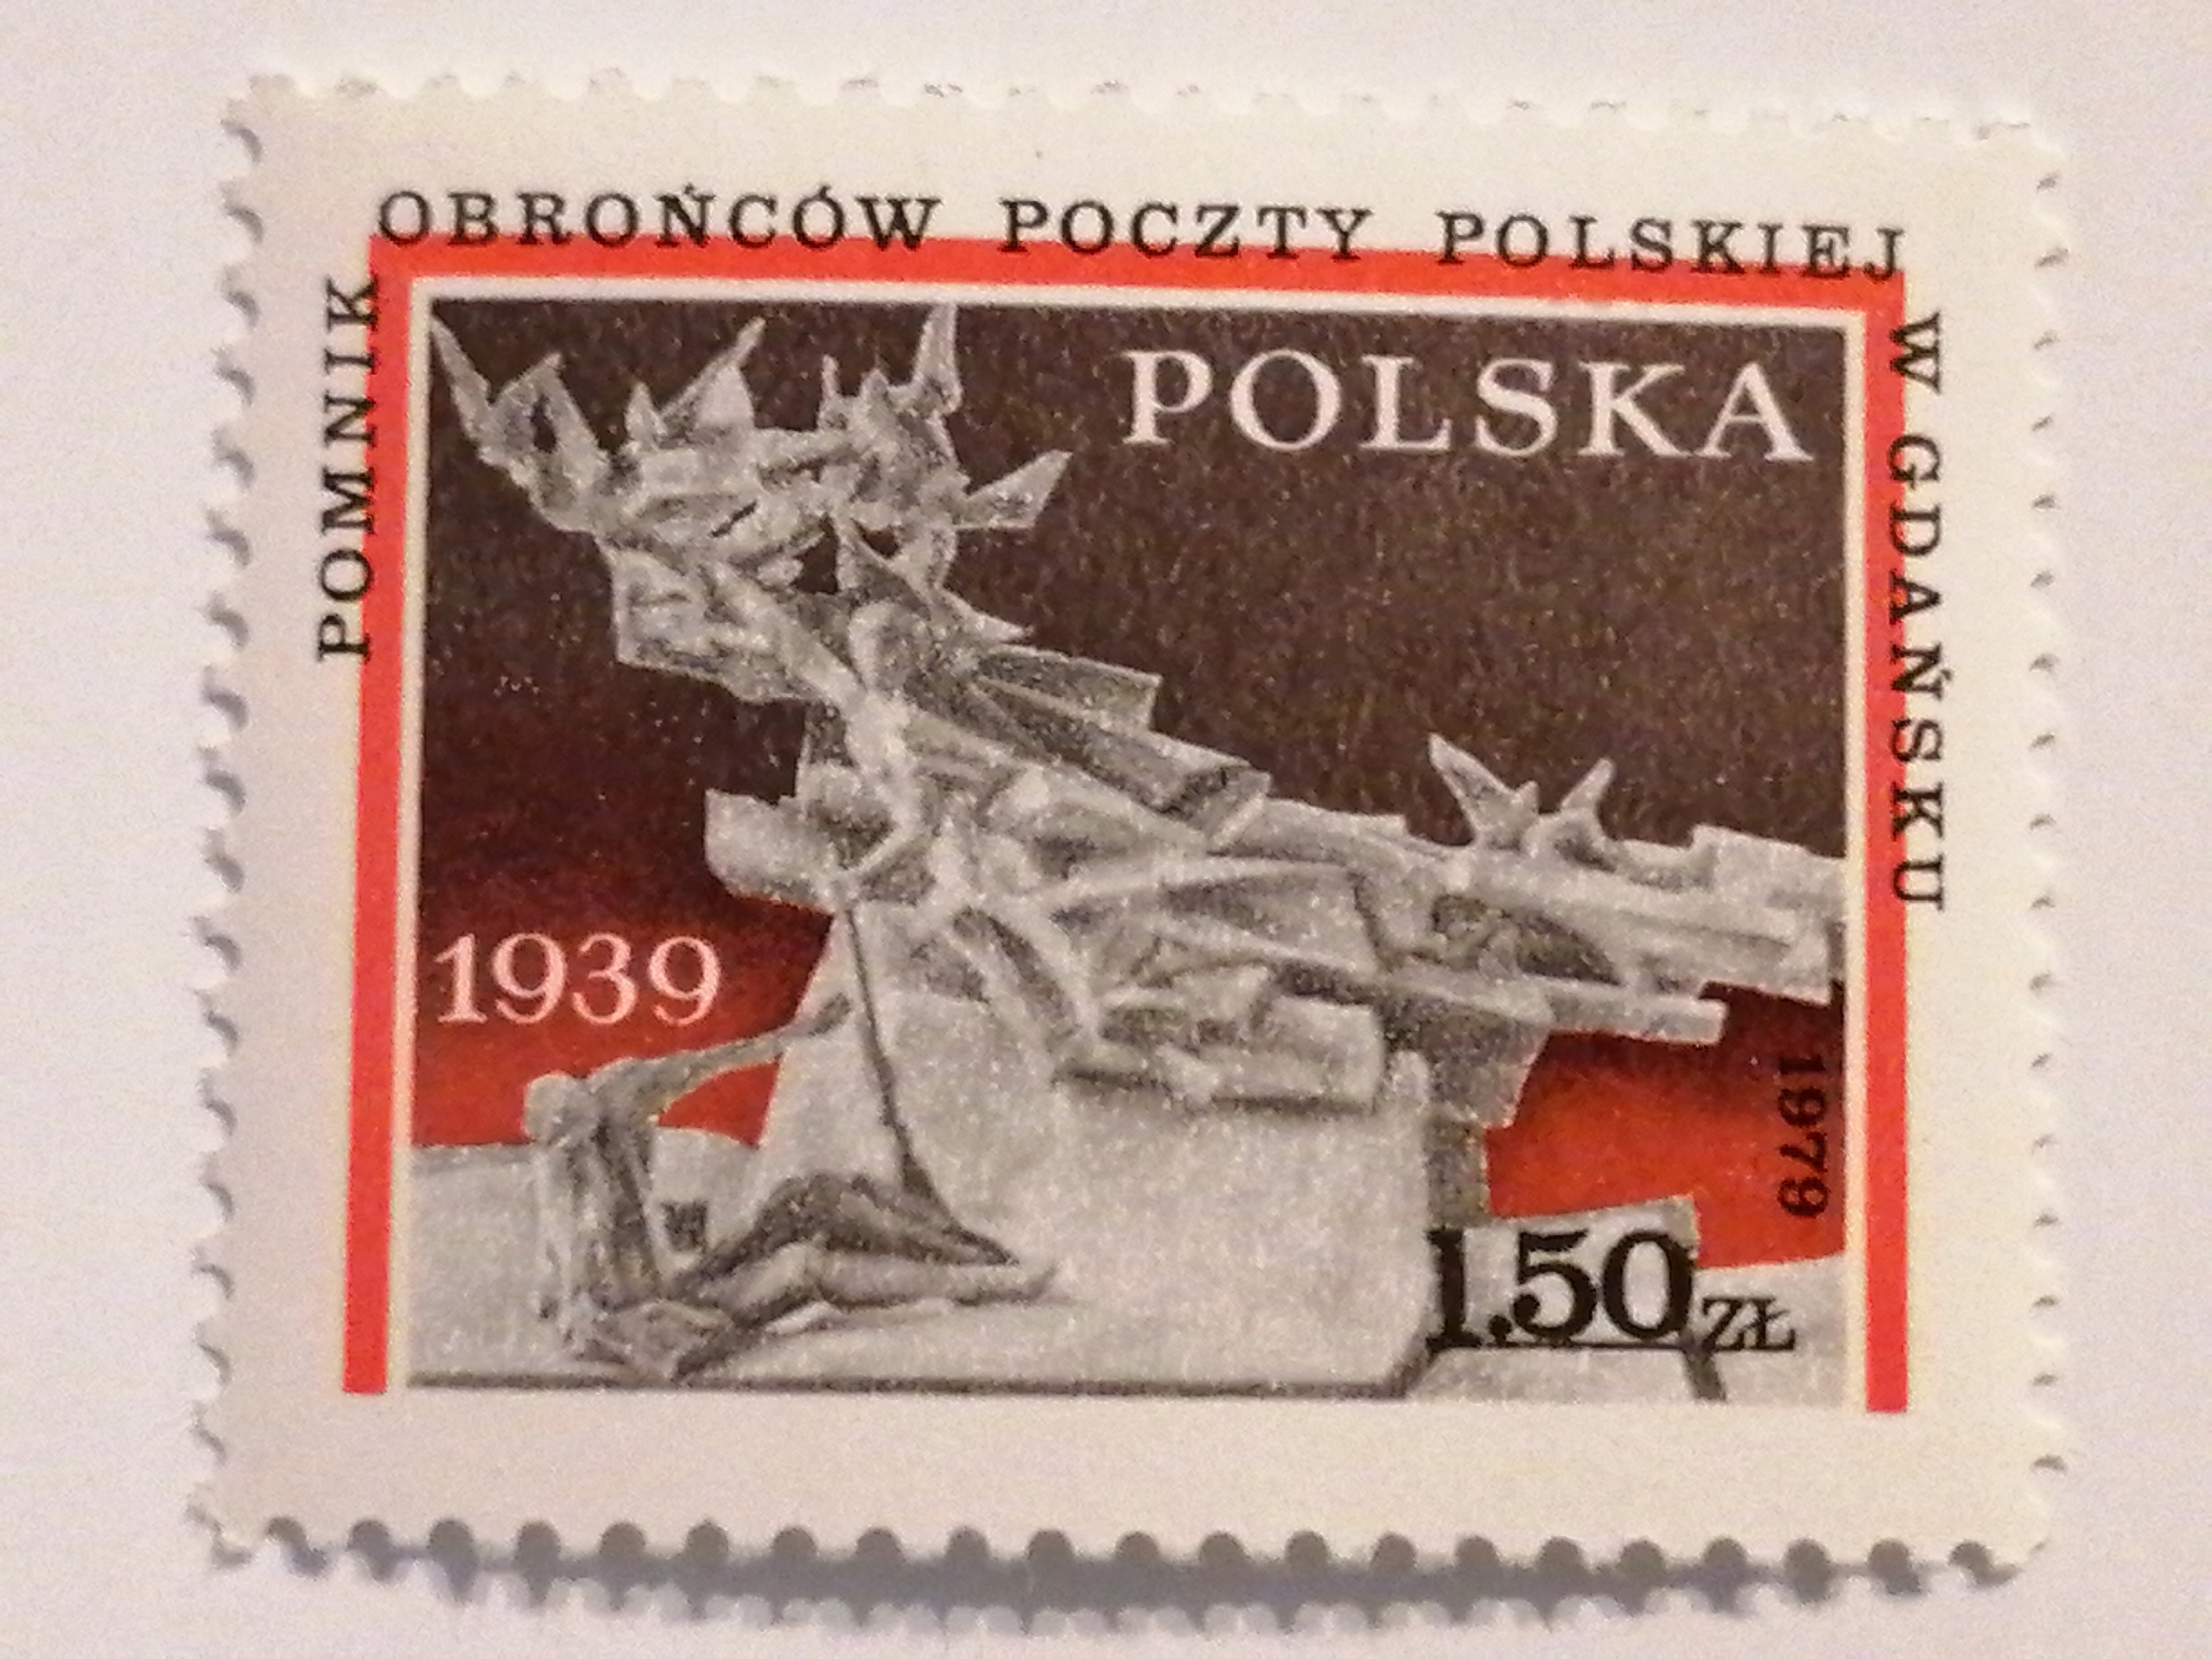 POMNIK
OBROŃCÓW POCZTY POLSKIEJ
W GDAŃSKU
POLSKA
1939
1979
1.50 ZŁ